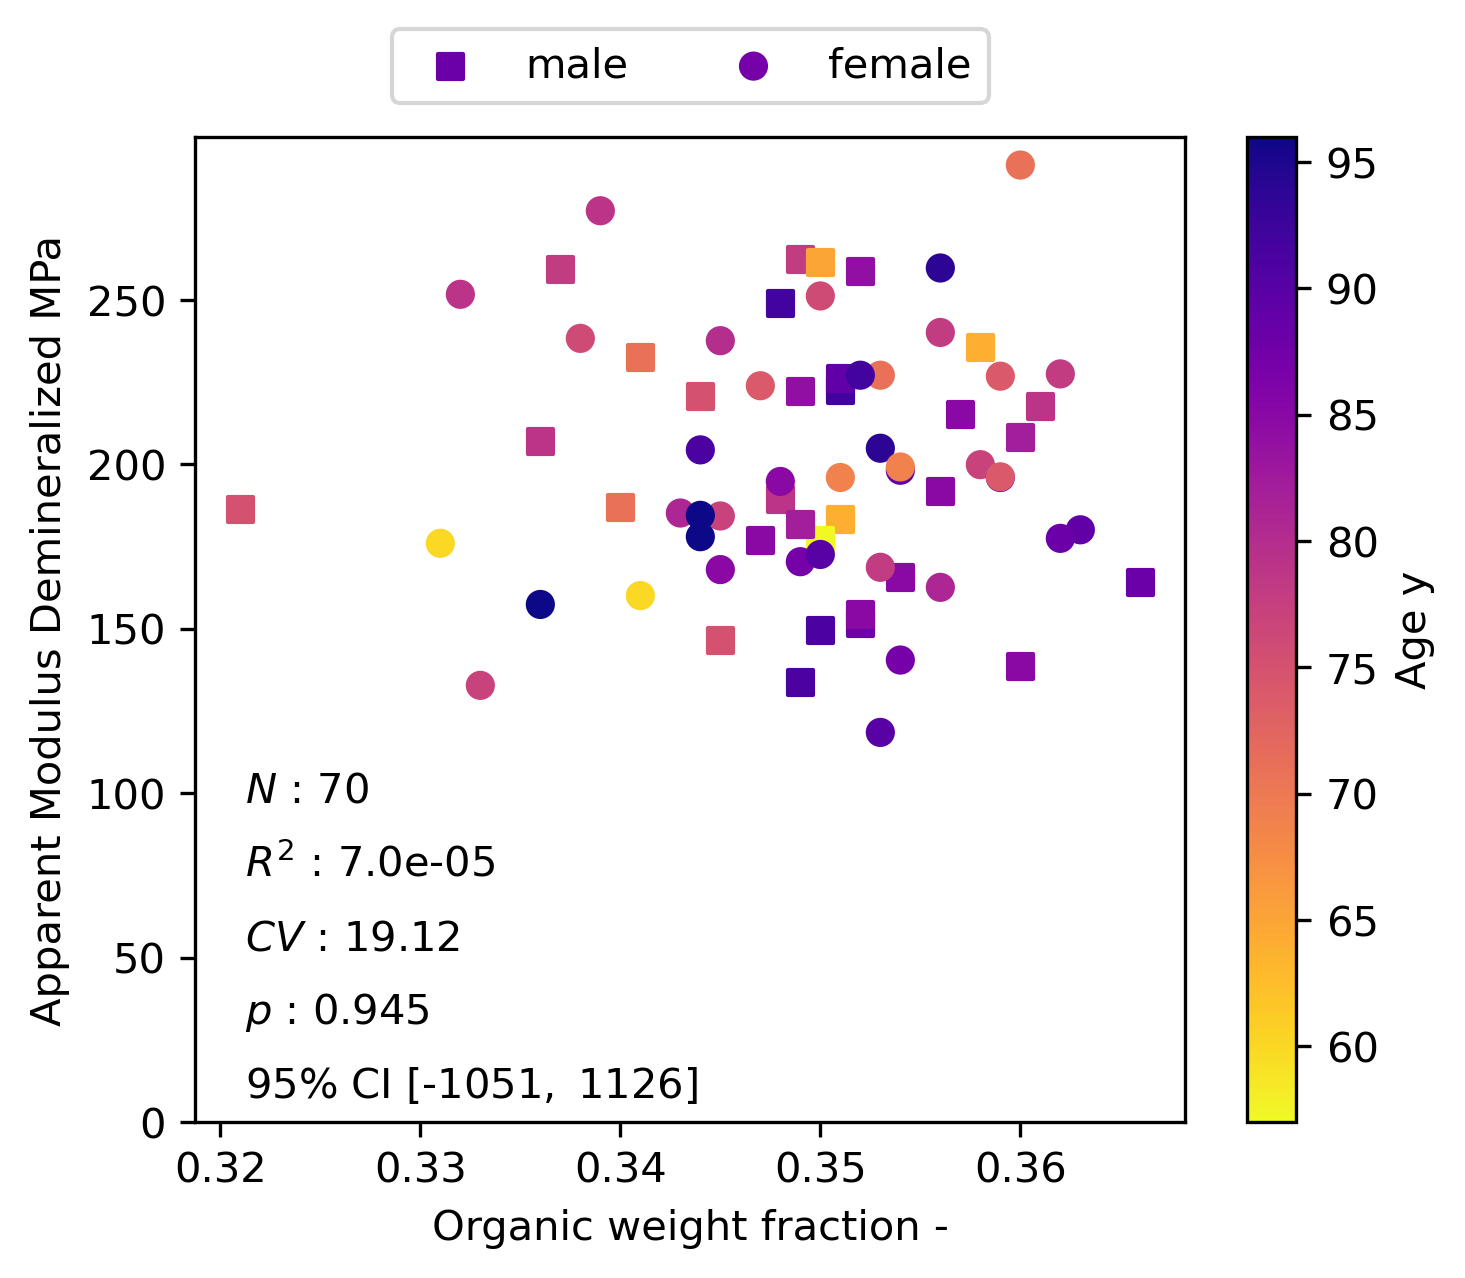 male female
Apparent Modulus Demineralized MPa
250
200
150
100
50
0
N : 70
R² : 7.0e-05
CV : 19.12
p : 0.945
95% CI [-1051, 1126]
0.32 0.33 0.34 0.35 0.36
Organic weight fraction -
95
90
85
80
75
70
65
60
Age y